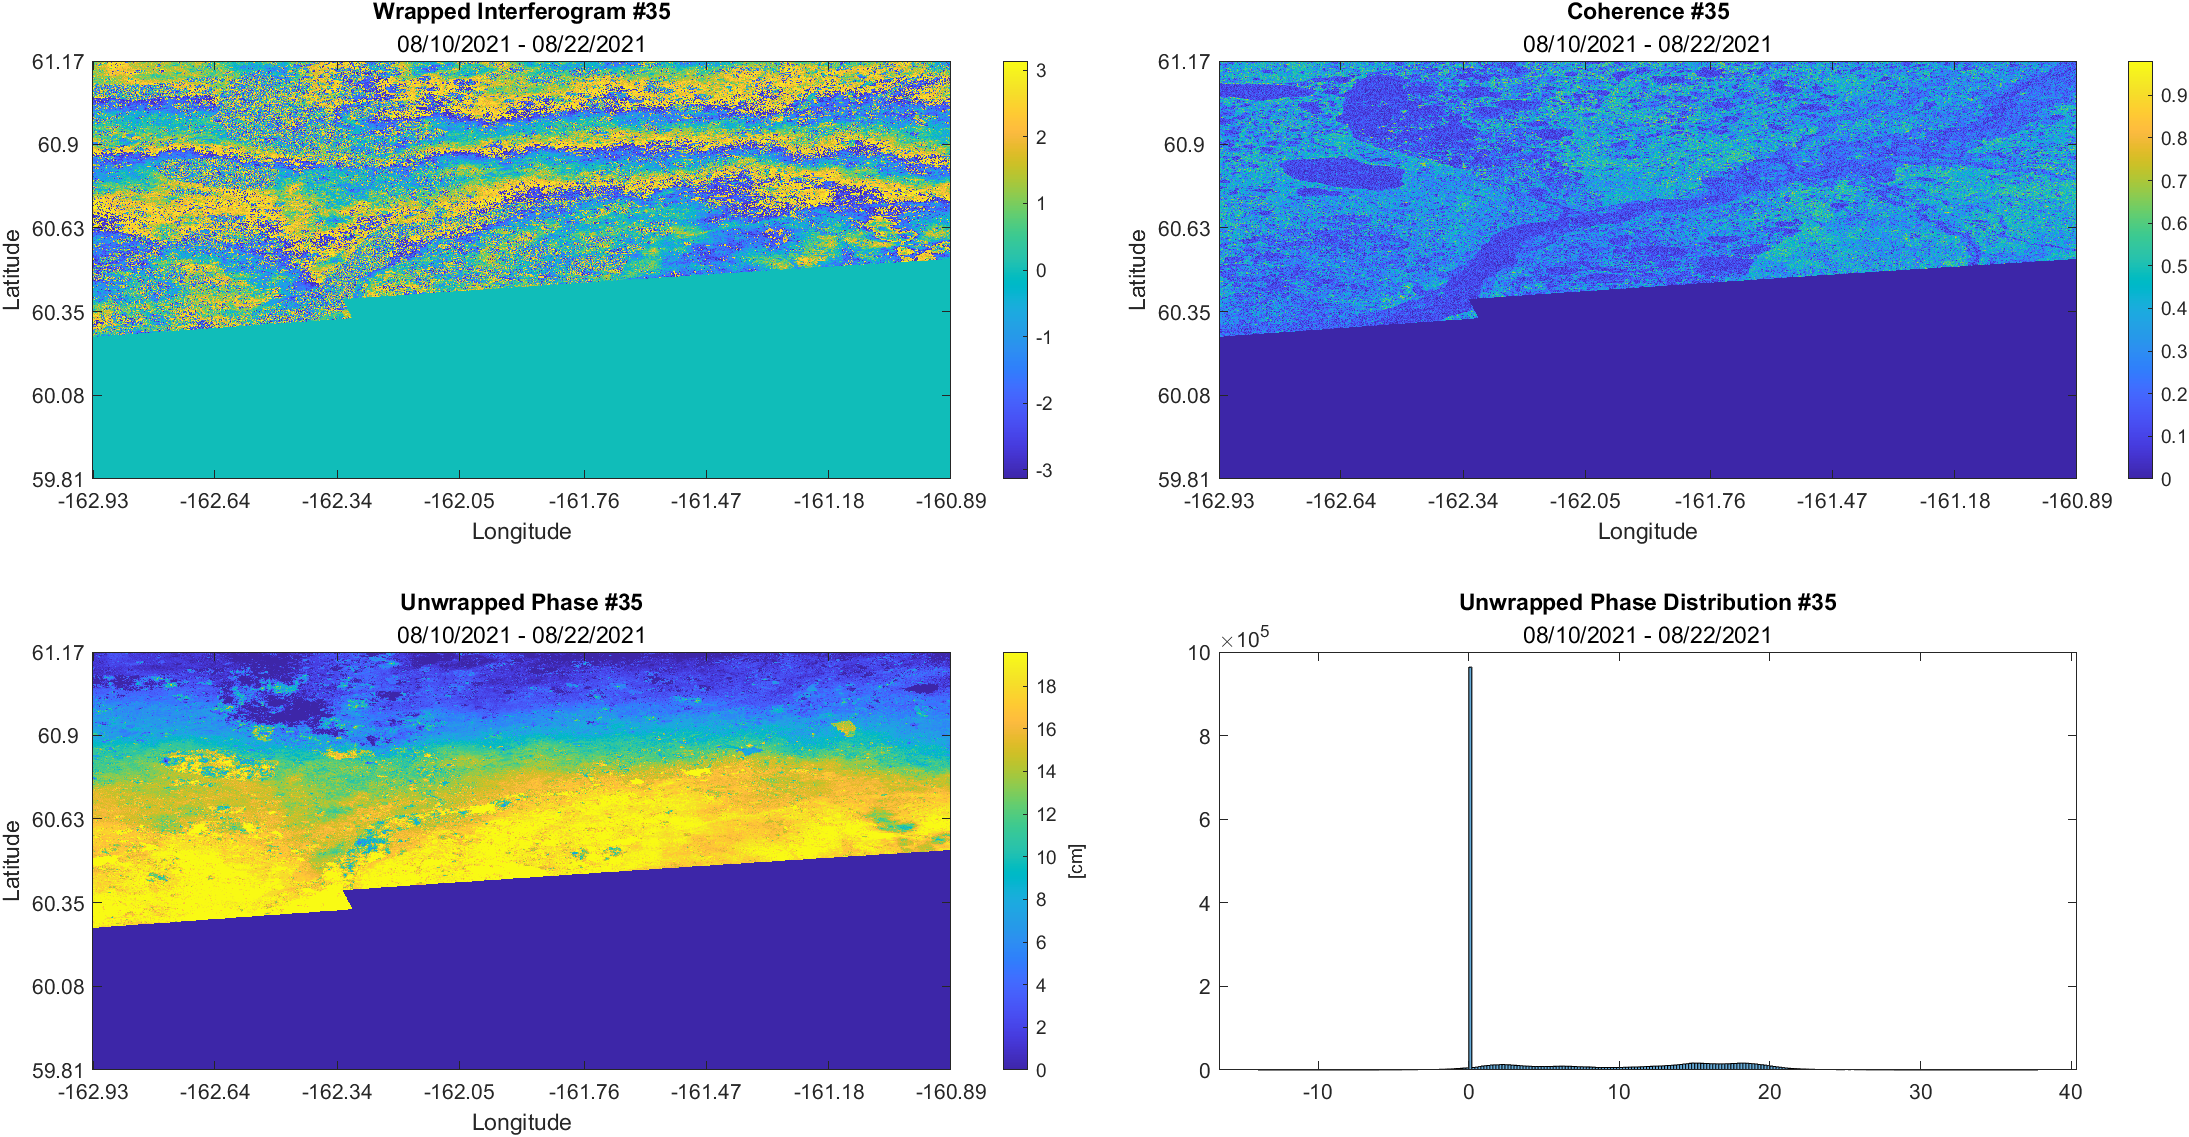 Wrapped Interferogram #35
08/10/2021 - 08/22/2021
61.17
60.9
60.63
60.35
60.08
59.81
Latitude
-162.93 -162.64 -162.34 -162.05 -161.76 -161.47 -161.18 -160.89
Longitude
3
2
1
0
-1
-2
-3
Coherence #35
08/10/2021 - 08/22/2021
61.17
60.9
60.63
60.35
60.08
59.81
Latitude
-162.93 -162.64 -162.34 -162.05 -161.76 -161.47 -161.18 -160.89
Longitude
0.9
0.8
0.7
0.6
0.5
0.4
0.3
0.2
0.1
0
Unwrapped Phase #35
08/10/2021 - 08/22/2021
61.17
60.9
60.63
60.35
60.08
59.81
Latitude
-162.93 -162.64 -162.34 -162.05 -161.76 -161.47 -161.18 -160.89
Longitude
18
16
14
12
10
8
6
4
2
0
[cm]
Unwrapped Phase Distribution #35
08/10/2021 - 08/22/2021
×10⁵
10
8
6
4
2
0
-10 0 10 20 30 40